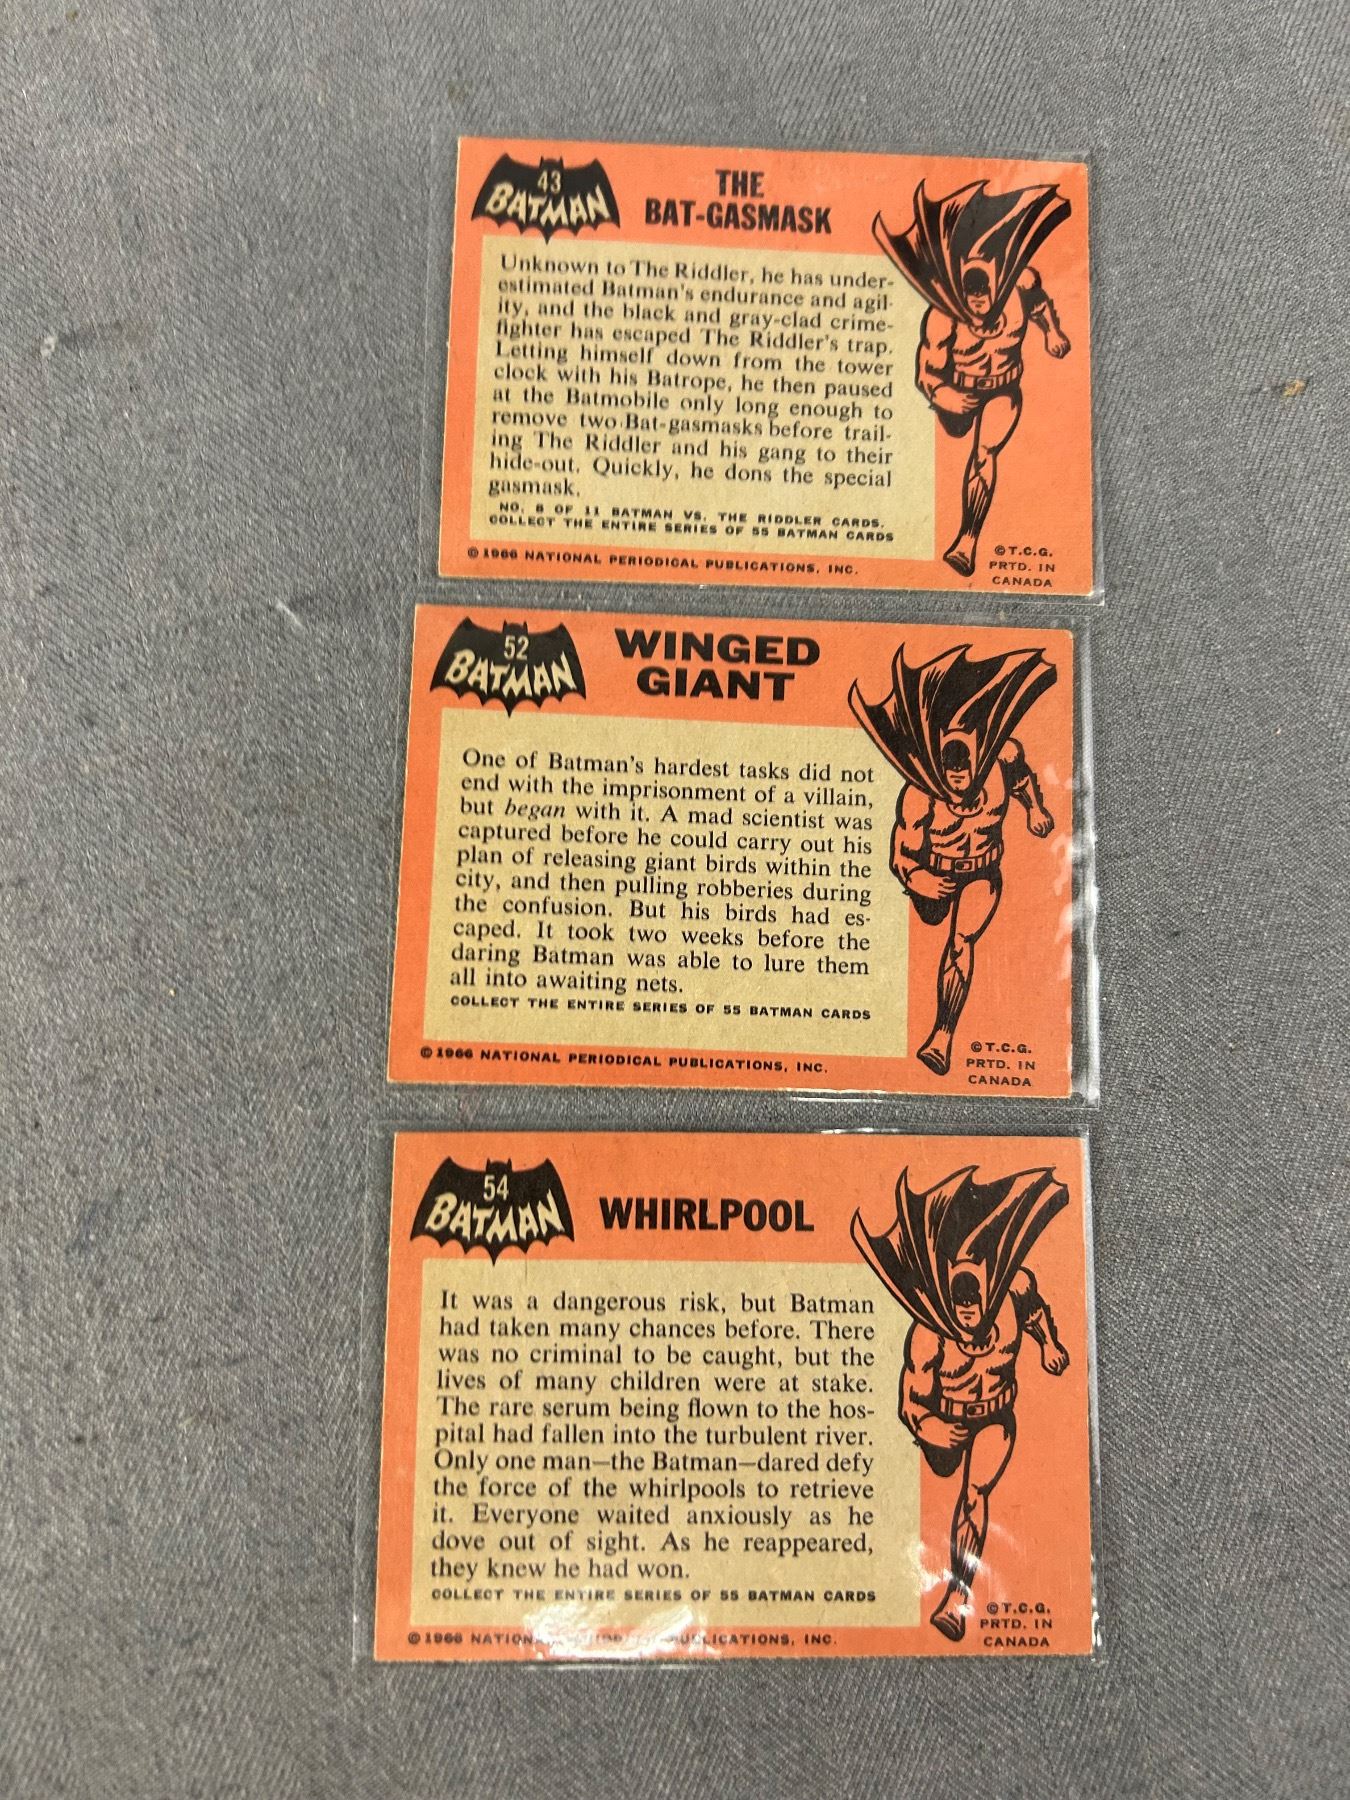 43
BATMAN
THE
BAT-GASMASK
Unknown to The Riddler, he has under-
estimated Batman's endurance and agil-
ity, and the black and gray-clad crime-
fighter has escaped The Riddler's trap.
Letting himself down from the tower
clock with his Batrope, he then paused
at the Batmobile only long enough to
remove two Bat-gasmasks before trail-
ing The Riddler and his gang to their
hide-out. Quickly, he dons the special
gasmask.
NO. 8 OF 11 BATMAN VS. THE RIDDLER CARDS.
COLLECT THE ENTIRE SERIES OF 55 BATMAN CARDS
©1966 NATIONAL PERIODICAL PUBLICATIONS, INC.
©T.C.G.
PRTD. IN
CANADA
52
BATMAN
WINGED
GIANT
One of Batman's hardest tasks did not
end with the imprisonment of a villain,
but began with it. A mad scientist was
captured before he could carry out his
plan of releasing giant birds within the
city, and then pulling robberies during
the confusion. But his birds had es-
caped. It took two weeks before the
daring Batman was able to lure them
all into awaiting nets.
COLLECT THE ENTIRE SERIES OF 55 BATMAN CARDS
©1966 NATIONAL PERIODICAL PUBLICATIONS, INC.
©T.C.G.
PRTD. IN
CANADA
54
BATMAN
WHIRLPOOL
It was a dangerous risk, but Batman
had taken many chances before. There
was no criminal to be caught, but the
lives of many children were at stake.
The rare serum being flown to the hos-
pital had fallen into the turbulent river.
Only one man—the Batman—dared defy
the force of the whirlpools to retrieve
it. Everyone waited anxiously as he
dove out of sight. As he reappeared,
they knew he had won.
COLLECT THE ENTIRE SERIES OF 55 BATMAN CARDS
©1966 NATIONAL PUBLICATIONS, INC.
©T.C.G.
PRTD. IN
CANADA